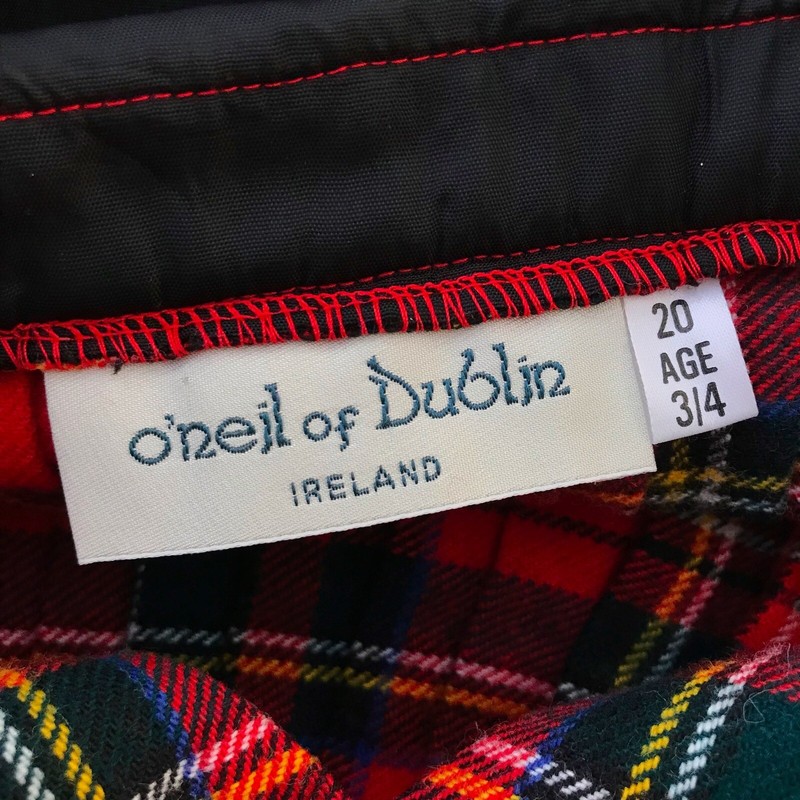 o'neil of Dublin
IRELAND
20
AGE
3/4